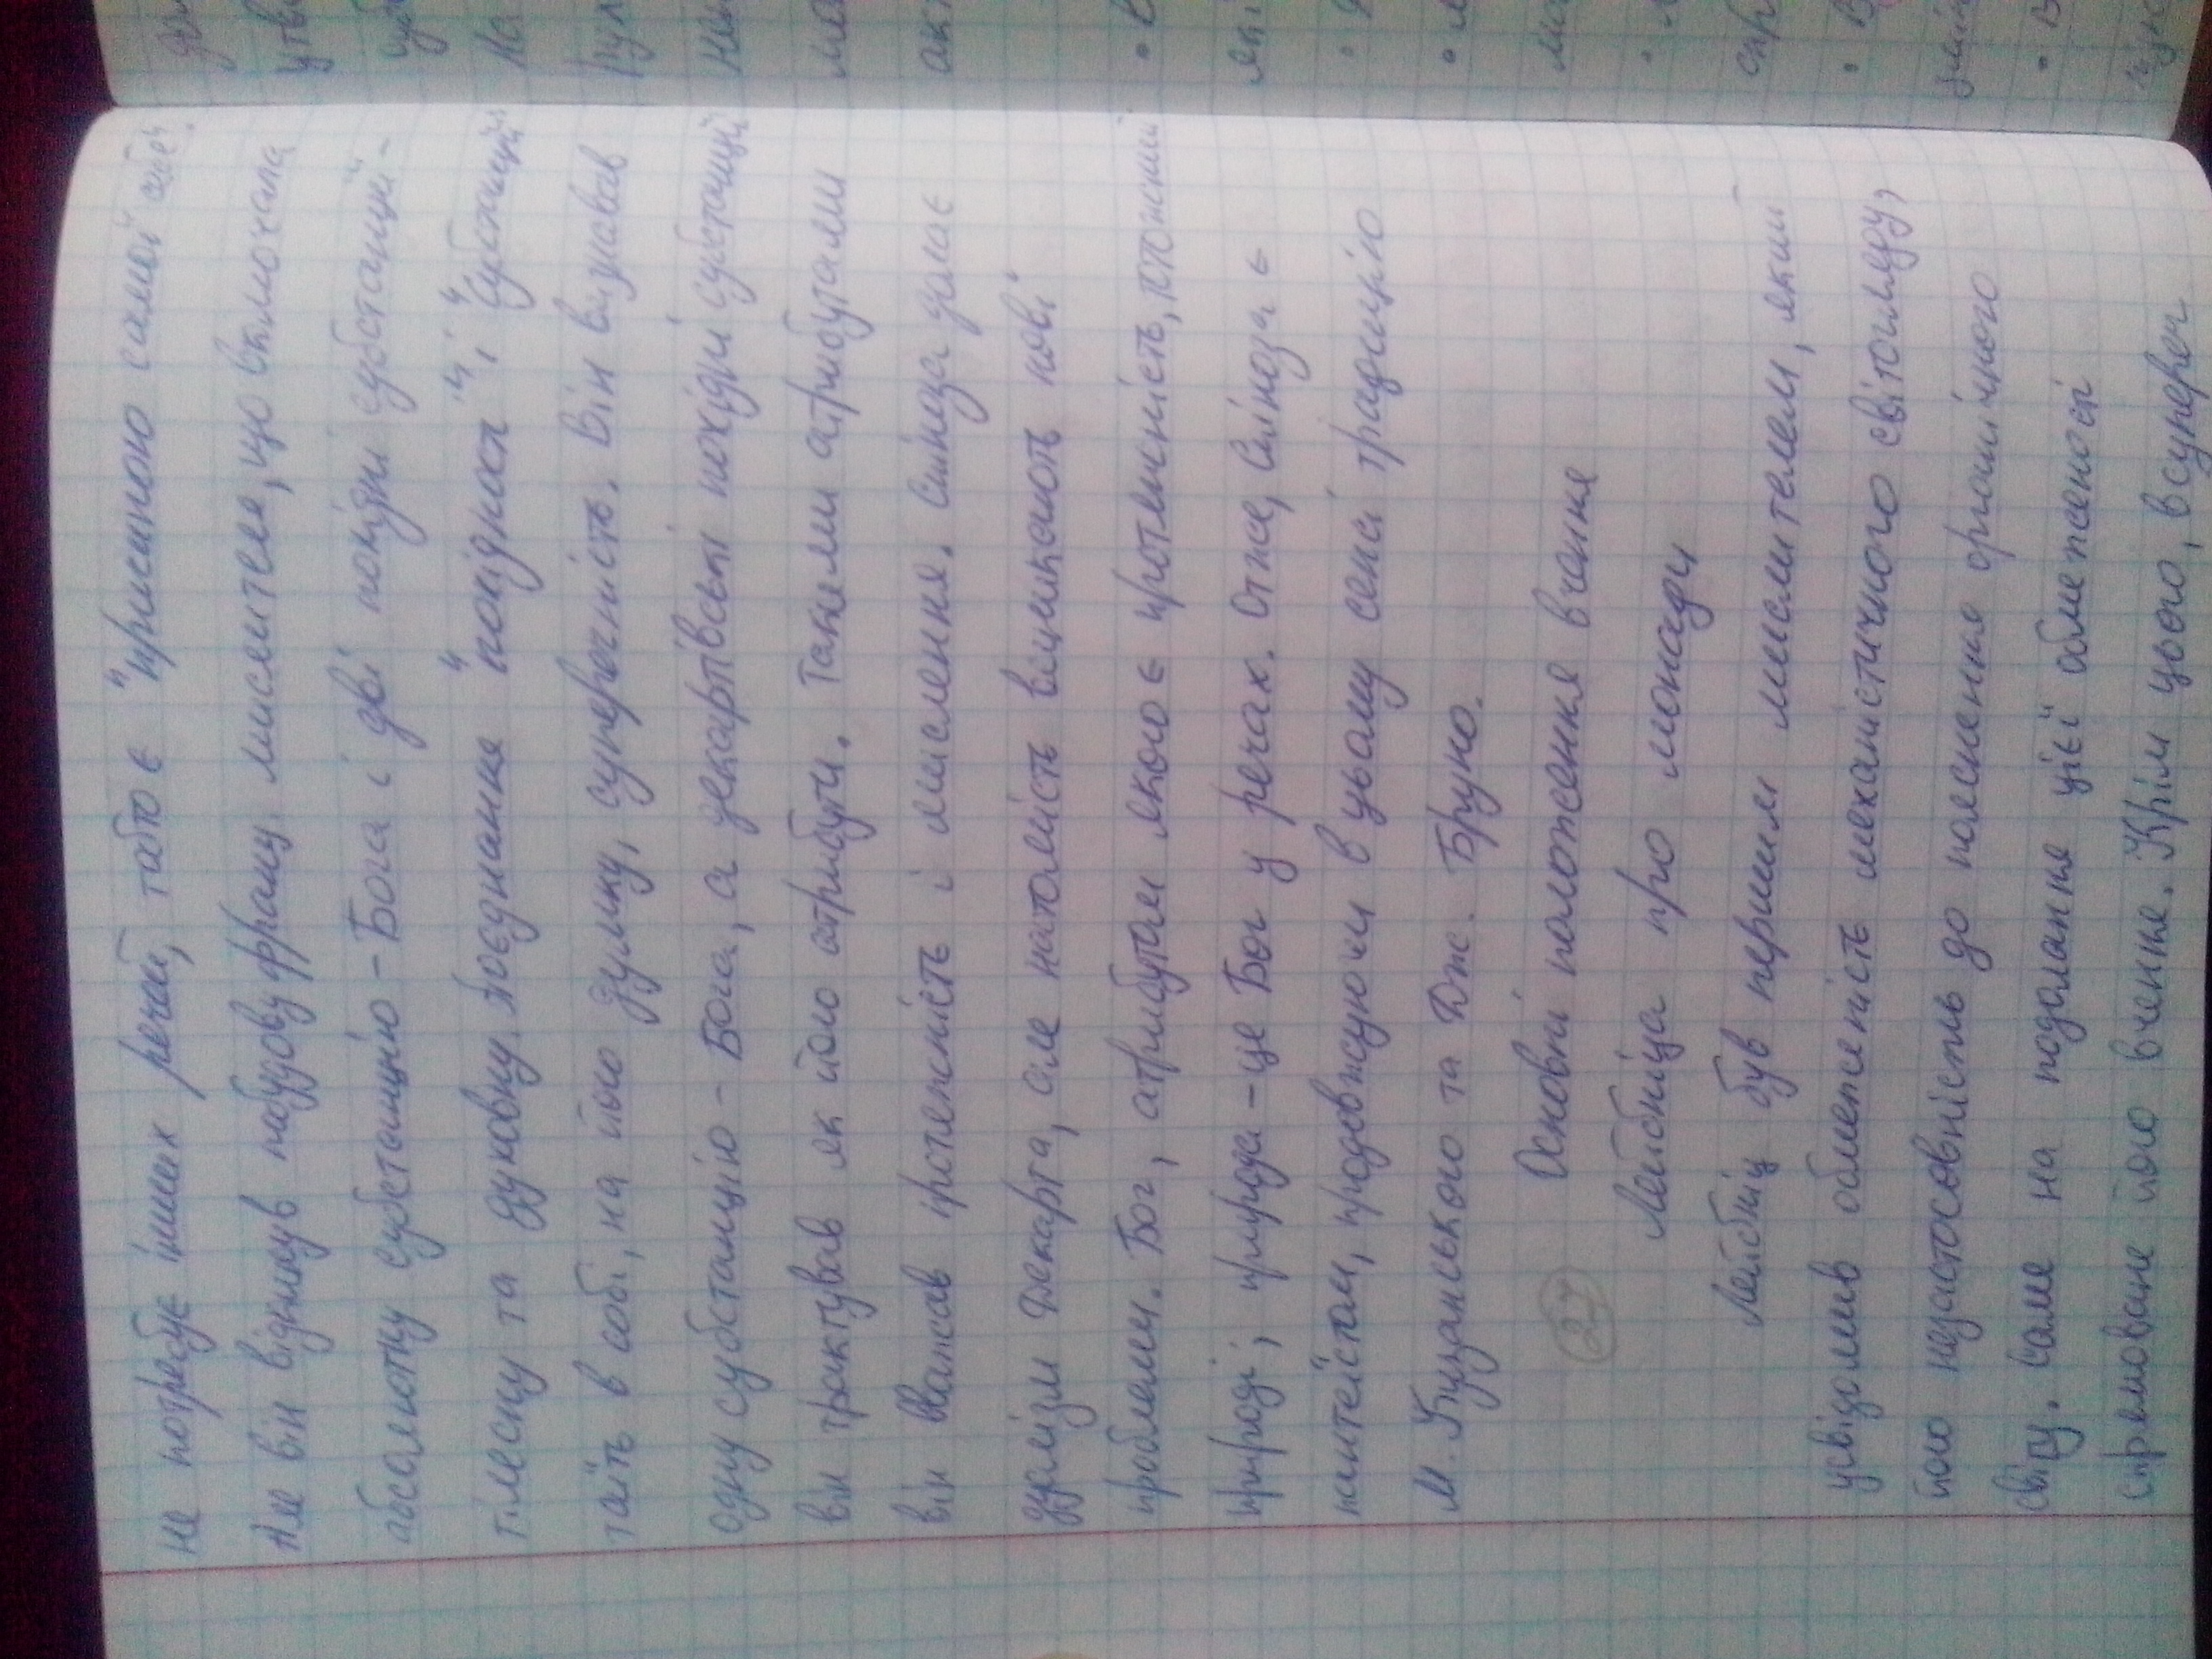 не потребує інших речей, тобто є "причиною самої себе".
Але він відкинув побудову франц. мислителя, що включала
абсолютну субстанцію – Бога і дві похідні субстанції –
тілесну та духовну. Поєднання "похідності" і "субстанції"
таїть в собі, на його думку, суперечність. Він визнавав
одну субстанцію – Бога, а декартівські похідні субстанції
він трактував як його атрибути. Такими атрибутами
він вважав протяжність і мислення. Спіноза долає
дуалізм Декарта, але натомість виникають нові
проблеми. Бог, атрибутом якого є протяжність, тотожний
природі; природа – це Бог у речах. Отже, Спіноза є
пантеїстом, продовжуючи в цьому сенсі традицію
М. Кузанського та Дж. Бруно.
27 Основні положення вчення
Лейбніца про монади
Лейбніц був першим мислителем, який
усвідомив обмеженість механістичного світогляду,
його незастосовність до пояснення органічного
світу. Саме на подолання цієї обмеженості
спрямоване його вчення. Крім цього, всупереч